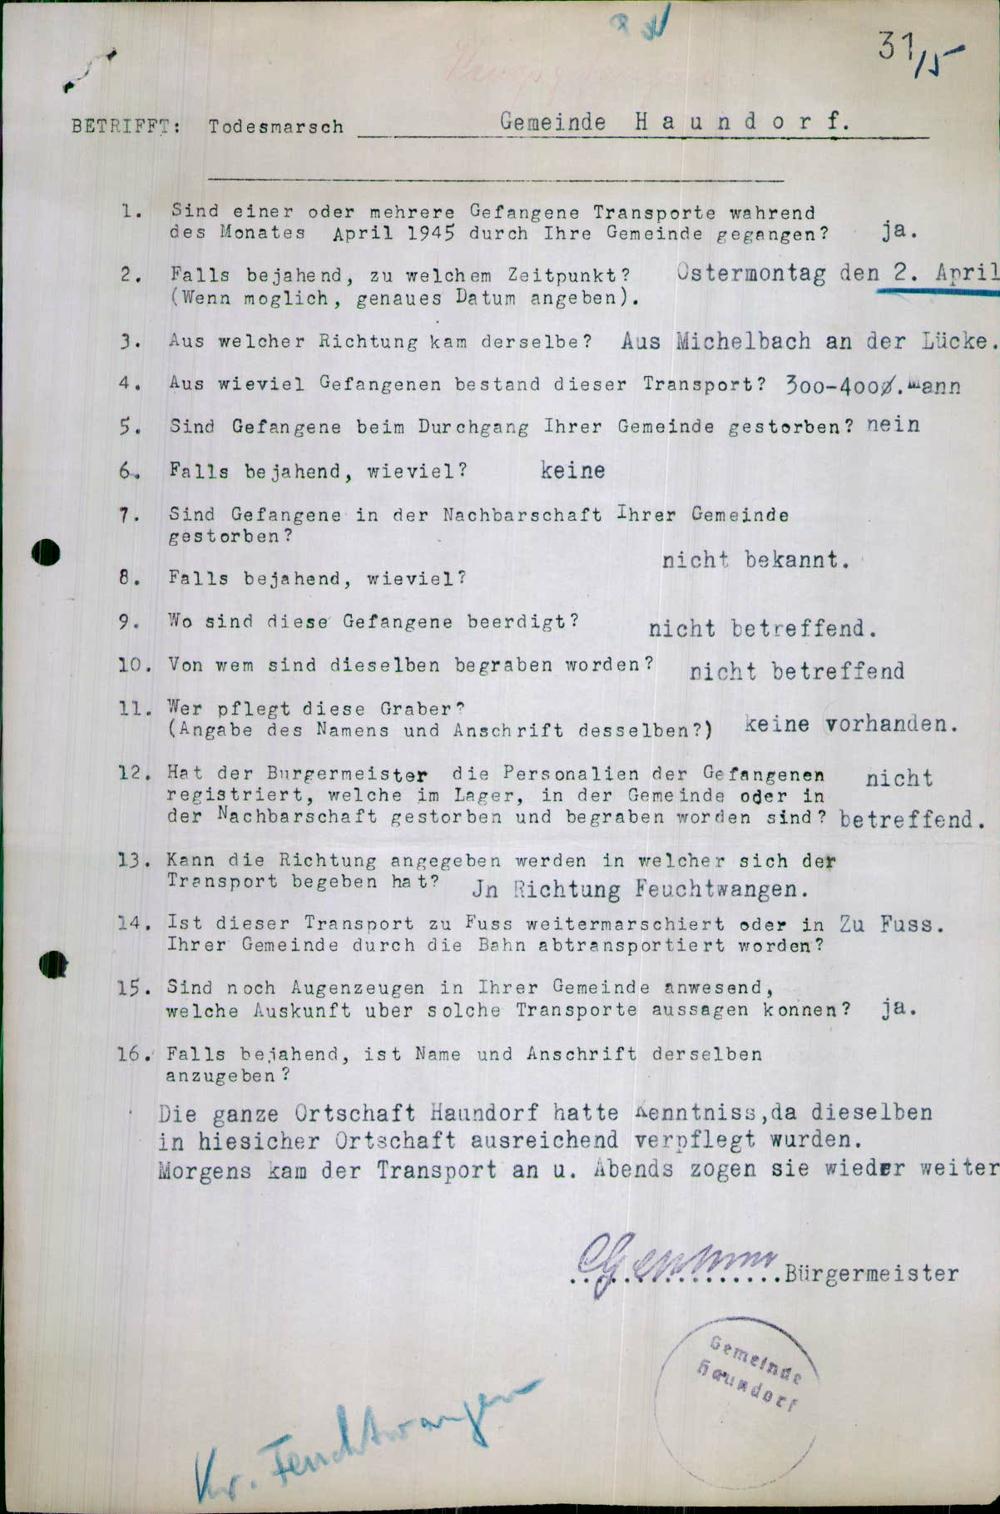 31/5
BETRIFFT: Todesmarsch Gemeinde H a u n d o r f.
1. Sind einer oder mehrere Gefangene Transporte wahrend
des Monates April 1945 durch Ihre Gemeinde gegangen? ja.
2. Falls bejahend, zu welchem Zeitpunkt? Ostermontag den 2. April
(Wenn moglich, genaues Datum angeben).
3. Aus welcher Richtung kam derselbe? Aus Michelbach an der Lücke.
4. Aus wieviel Gefangenen bestand dieser Transport? 300-400 . Mann
5. Sind Gefangene beim Durchgang Ihrer Gemeinde gestorben? nein
6. Falls bejahend, wieviel? keine
7. Sind Gefangene in der Nachbarschaft Ihrer Gemeinde
gestorben?
nicht bekannt.
8. Falls bejahend, wieviel?
9. Wo sind diese Gefangene beerdigt? nicht betreffend.
10. Von wem sind dieselben begraben worden? nicht betreffend
11. Wer pflegt diese Graber?
(Angabe des Namens und Anschrift desselben?) keine vorhanden.
12. Hat der Burgermeister die Personalien der Gefangenen nicht
registriert, welche im Lager, in der Gemeinde oder in
der Nachbarschaft gestorben und begraben worden sind? betreffend.
13. Kann die Richtung angegeben werden in welcher sich der
Transport begeben hat? Jn Richtung Feuchtwangen.
14. Ist dieser Transport zu Fuss weitermarschiert oder in Zu Fuss.
Ihrer Gemeinde durch die Bahn abtransportiert worden?
15. Sind noch Augenzeugen in Ihrer Gemeinde anwesend,
welche Auskunft uber solche Transporte aussagen konnen? ja.
16. Falls bejahend, ist Name und Anschrift derselben
anzugeben?
Die ganze Ortschaft Haundorf hatte Kenntniss,da dieselben
in hiesicher Ortschaft ausreichend verpflegt wurden.
Morgens kam der Transport an u. Abends zogen sie wieder weiter
Bürgermeister
Gemeinde
Haundorf
Kr. Feuchtwangen